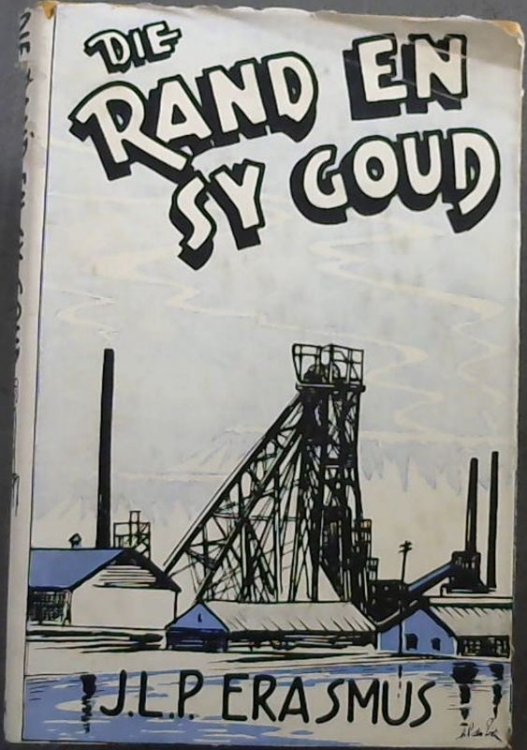 DIE
RAND EN
SY GOUD
J.L.P. ERASMUS